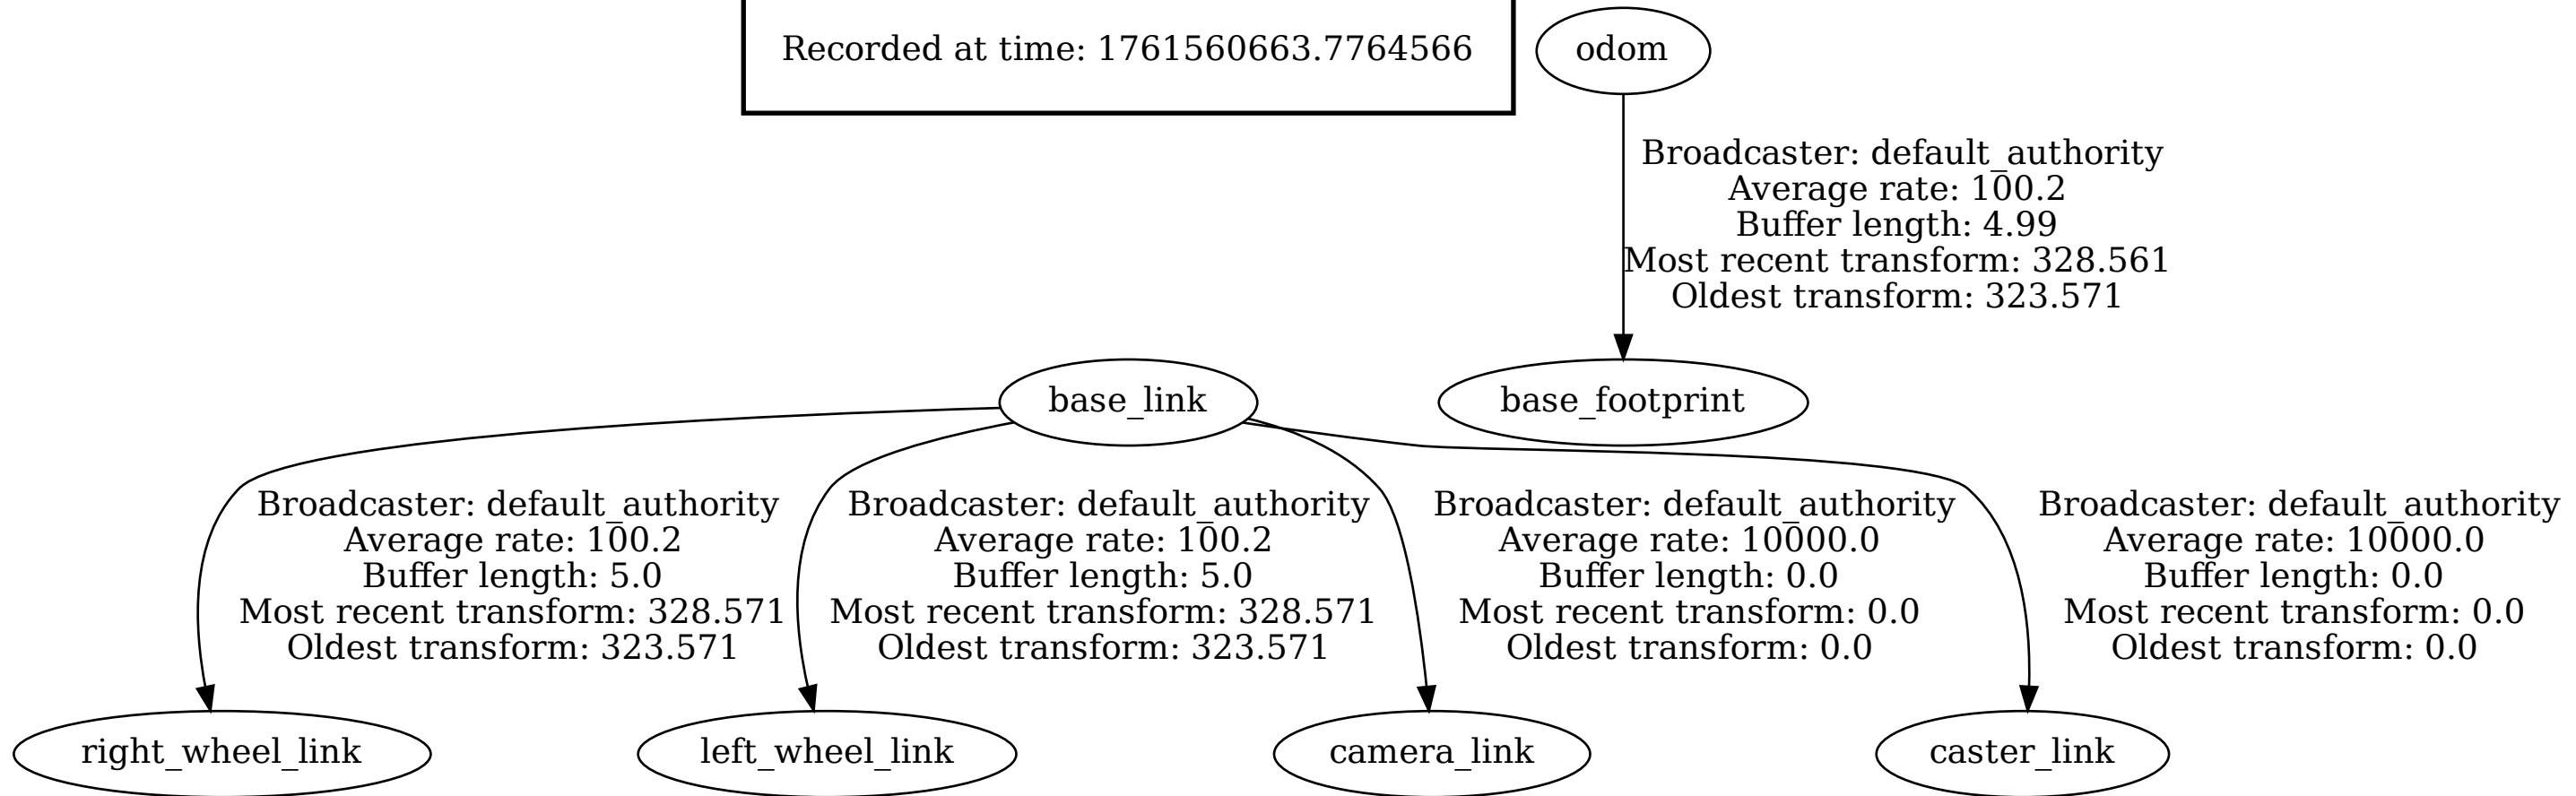 Recorded at time: 1761560663.7764566
odom
Broadcaster: default_authority
Average rate: 100.2
Buffer length: 4.99
Most recent transform: 328.561
Oldest transform: 323.571
base_link
base_footprint
Broadcaster: default_authority
Average rate: 100.2
Buffer length: 5.0
Most recent transform: 328.571
Oldest transform: 323.571
Broadcaster: default_authority
Average rate: 100.2
Buffer length: 5.0
Most recent transform: 328.571
Oldest transform: 323.571
Broadcaster: default_authority
Average rate: 10000.0
Buffer length: 0.0
Most recent transform: 0.0
Oldest transform: 0.0
Broadcaster: default_authority
Average rate: 10000.0
Buffer length: 0.0
Most recent transform: 0.0
Oldest transform: 0.0
right_wheel_link
left_wheel_link
camera_link
caster_link